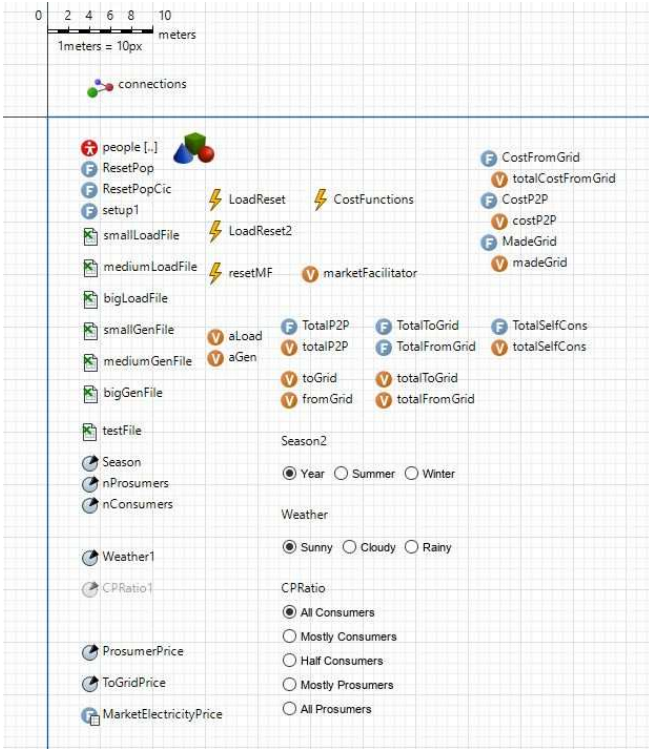 0 2 4 6 8 10
meters
1meters = 10px
connections
people [..]
ResetPop
ResetPopCic
setup1
smallLoadFile
mediumLoadFile
bigLoadFile
smallGenFile
mediumGenFile
bigGenFile
testFile
Season
nProsumers
nConsumers
Weather1
CPRatio1
ProsumerPrice
ToGridPrice
MarketElectricityPrice
LoadReset
CostFunctions
LoadReset2
resetMF
marketFacilitator
CostFromGrid
totalCostFromGrid
CostP2P
costP2P
MadeGrid
madeGrid
aLoad
aGen
TotalP2P
TotalToGrid
TotalSelfCons
totalP2P
TotalFromGrid
totalSelfCons
toGrid
totalToGrid
fromGrid
totalFromGrid
Season2
Year Summer Winter
Weather
Sunny Cloudy Rainy
CPRatio
All Consumers
Mostly Consumers
Half Consumers
Mostly Prosumers
All Prosumers